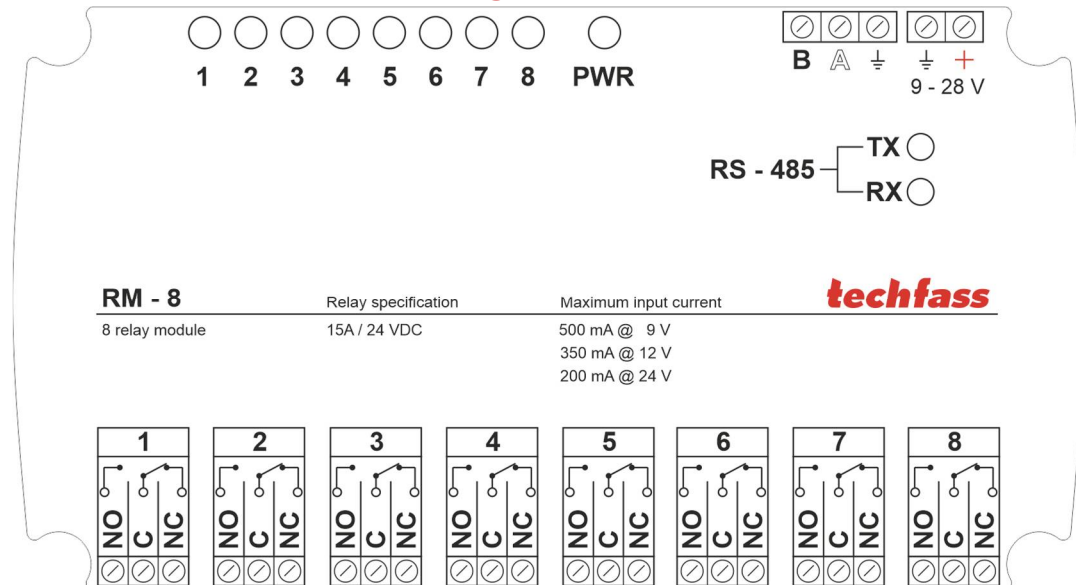 1 2 3 4 5 6 7 8 PWR
B A
9 - 28 V
RS - 485
TX
RX
RM - 8 Relay specification Maximum input current techfass
8 relay module 15A / 24 VDC 500 mA @ 9 V
350 mA @ 12 V
200 mA @ 24 V
1 2 3 4 5 6 7 8
NO C NC NO C NC NO C NC NO C NC NO C NC NO C NC NO C NC NO C NC